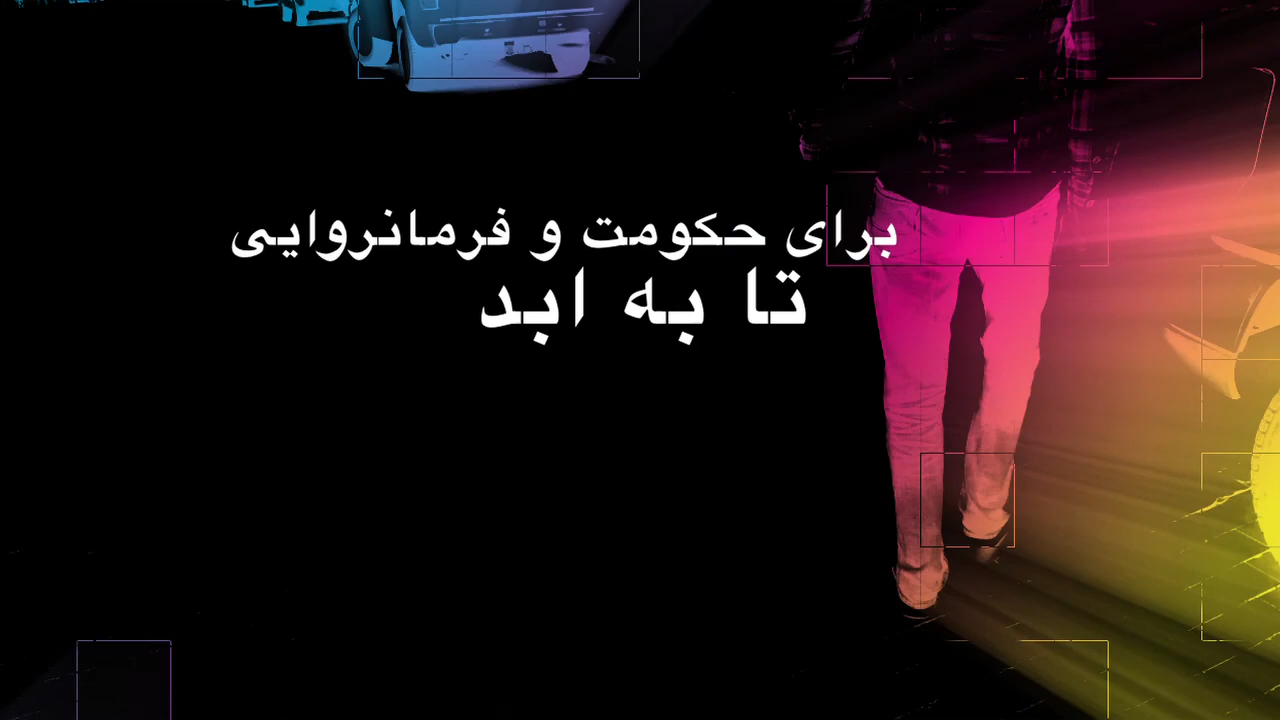 برای حکومت و فرمانروایی
تا به ابد